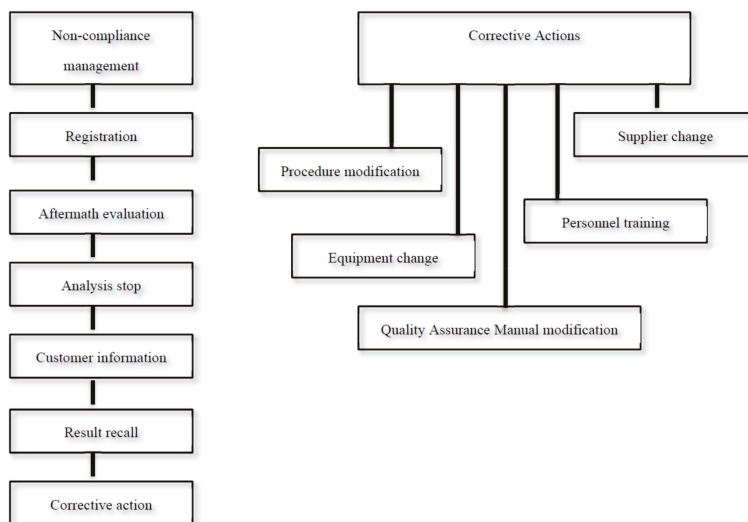 Non-compliance
management
Registration
Aftermath evaluation
Analysis stop
Customer information
Result recall
Corrective action
Corrective Actions
Supplier change
Procedure modification
Personnel training
Equipment change
Quality Assurance Manual modification